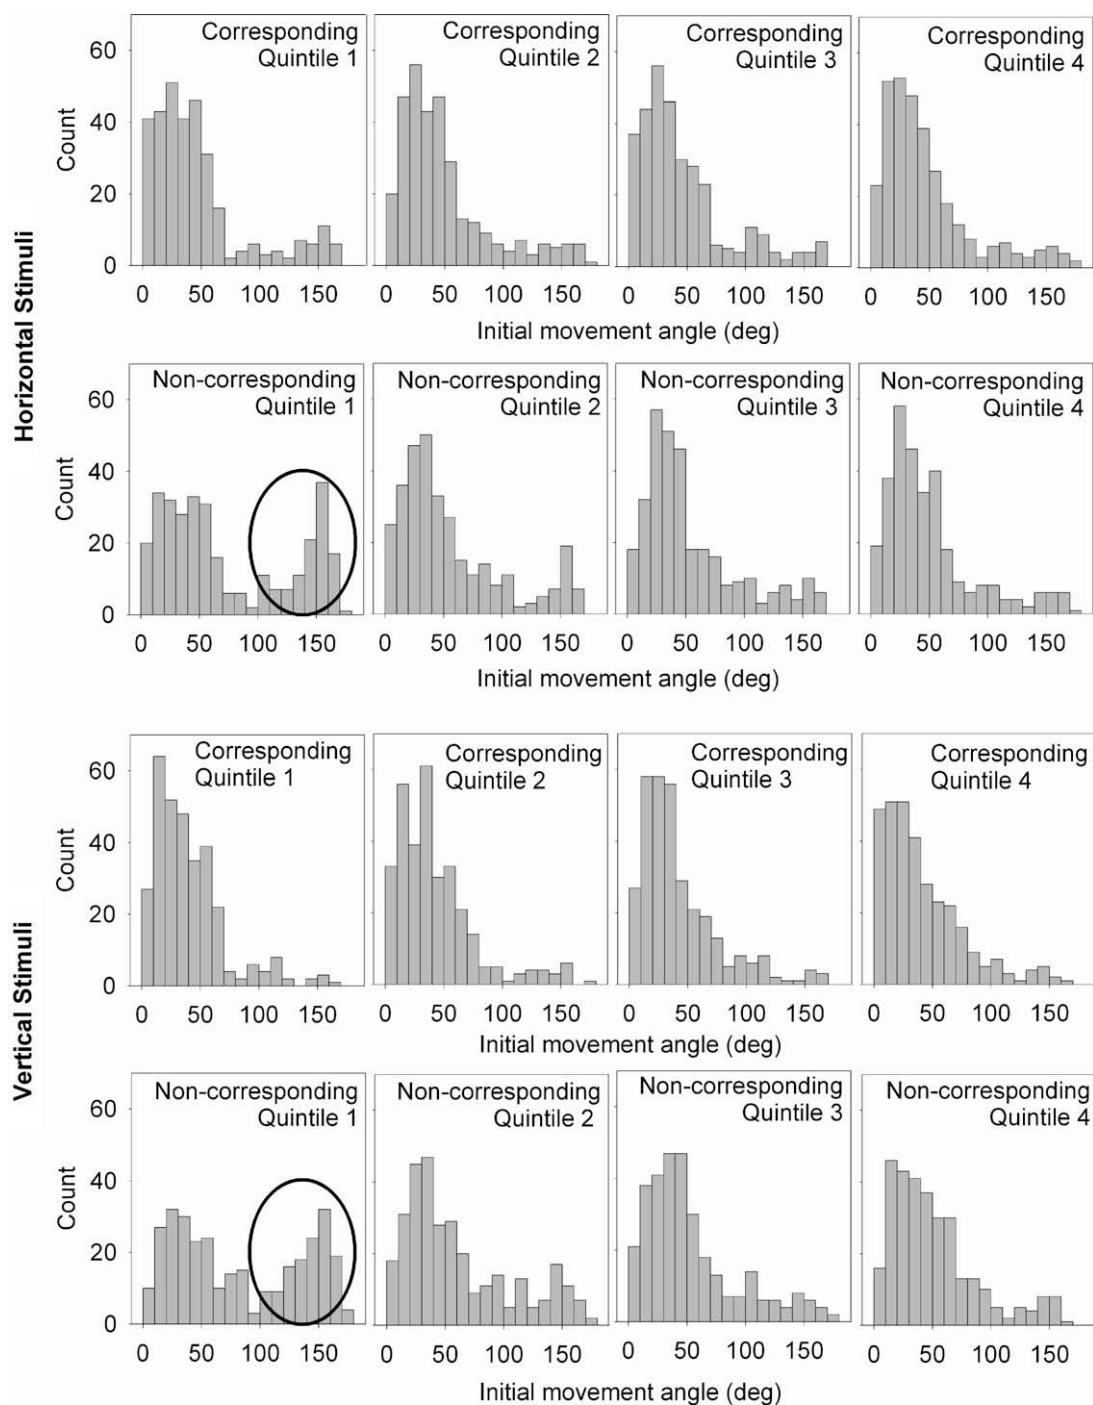 Horizontal Stimuli
Corresponding
Quintile 1
Corresponding
Quintile 2
Corresponding
Quintile 3
Corresponding
Quintile 4
Count
60
40
20
0
0 50 100 150
0 50 100 150
0 50 100 150
0 50 100 150
Initial movement angle (deg)
Non-corresponding
Quintile 1
Non-corresponding
Quintile 2
Non-corresponding
Quintile 3
Non-corresponding
Quintile 4
Count
60
40
20
0
0 50 100 150
0 50 100 150
0 50 100 150
0 50 100 150
Initial movement angle (deg)
Vertical Stimuli
Corresponding
Quintile 1
Corresponding
Quintile 2
Corresponding
Quintile 3
Corresponding
Quintile 4
Count
60
40
20
0
0 50 100 150
0 50 100 150
0 50 100 150
0 50 100 150
Initial movement angle (deg)
Non-corresponding
Quintile 1
Non-corresponding
Quintile 2
Non-corresponding
Quintile 3
Non-corresponding
Quintile 4
Count
60
40
20
0
0 50 100 150
0 50 100 150
0 50 100 150
0 50 100 150
Initial movement angle (deg)